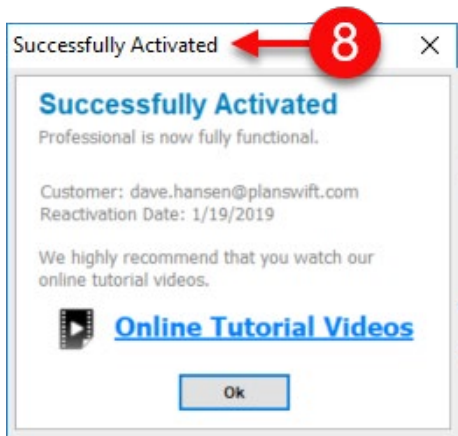 Successfully Activated 8
Successfully Activated
Professional is now fully functional.
Customer: dave.hansen@planswift.com
Reactivation Date: 1/19/2019
We highly recommend that you watch our
online tutorial videos.
Online Tutorial Videos
Ok